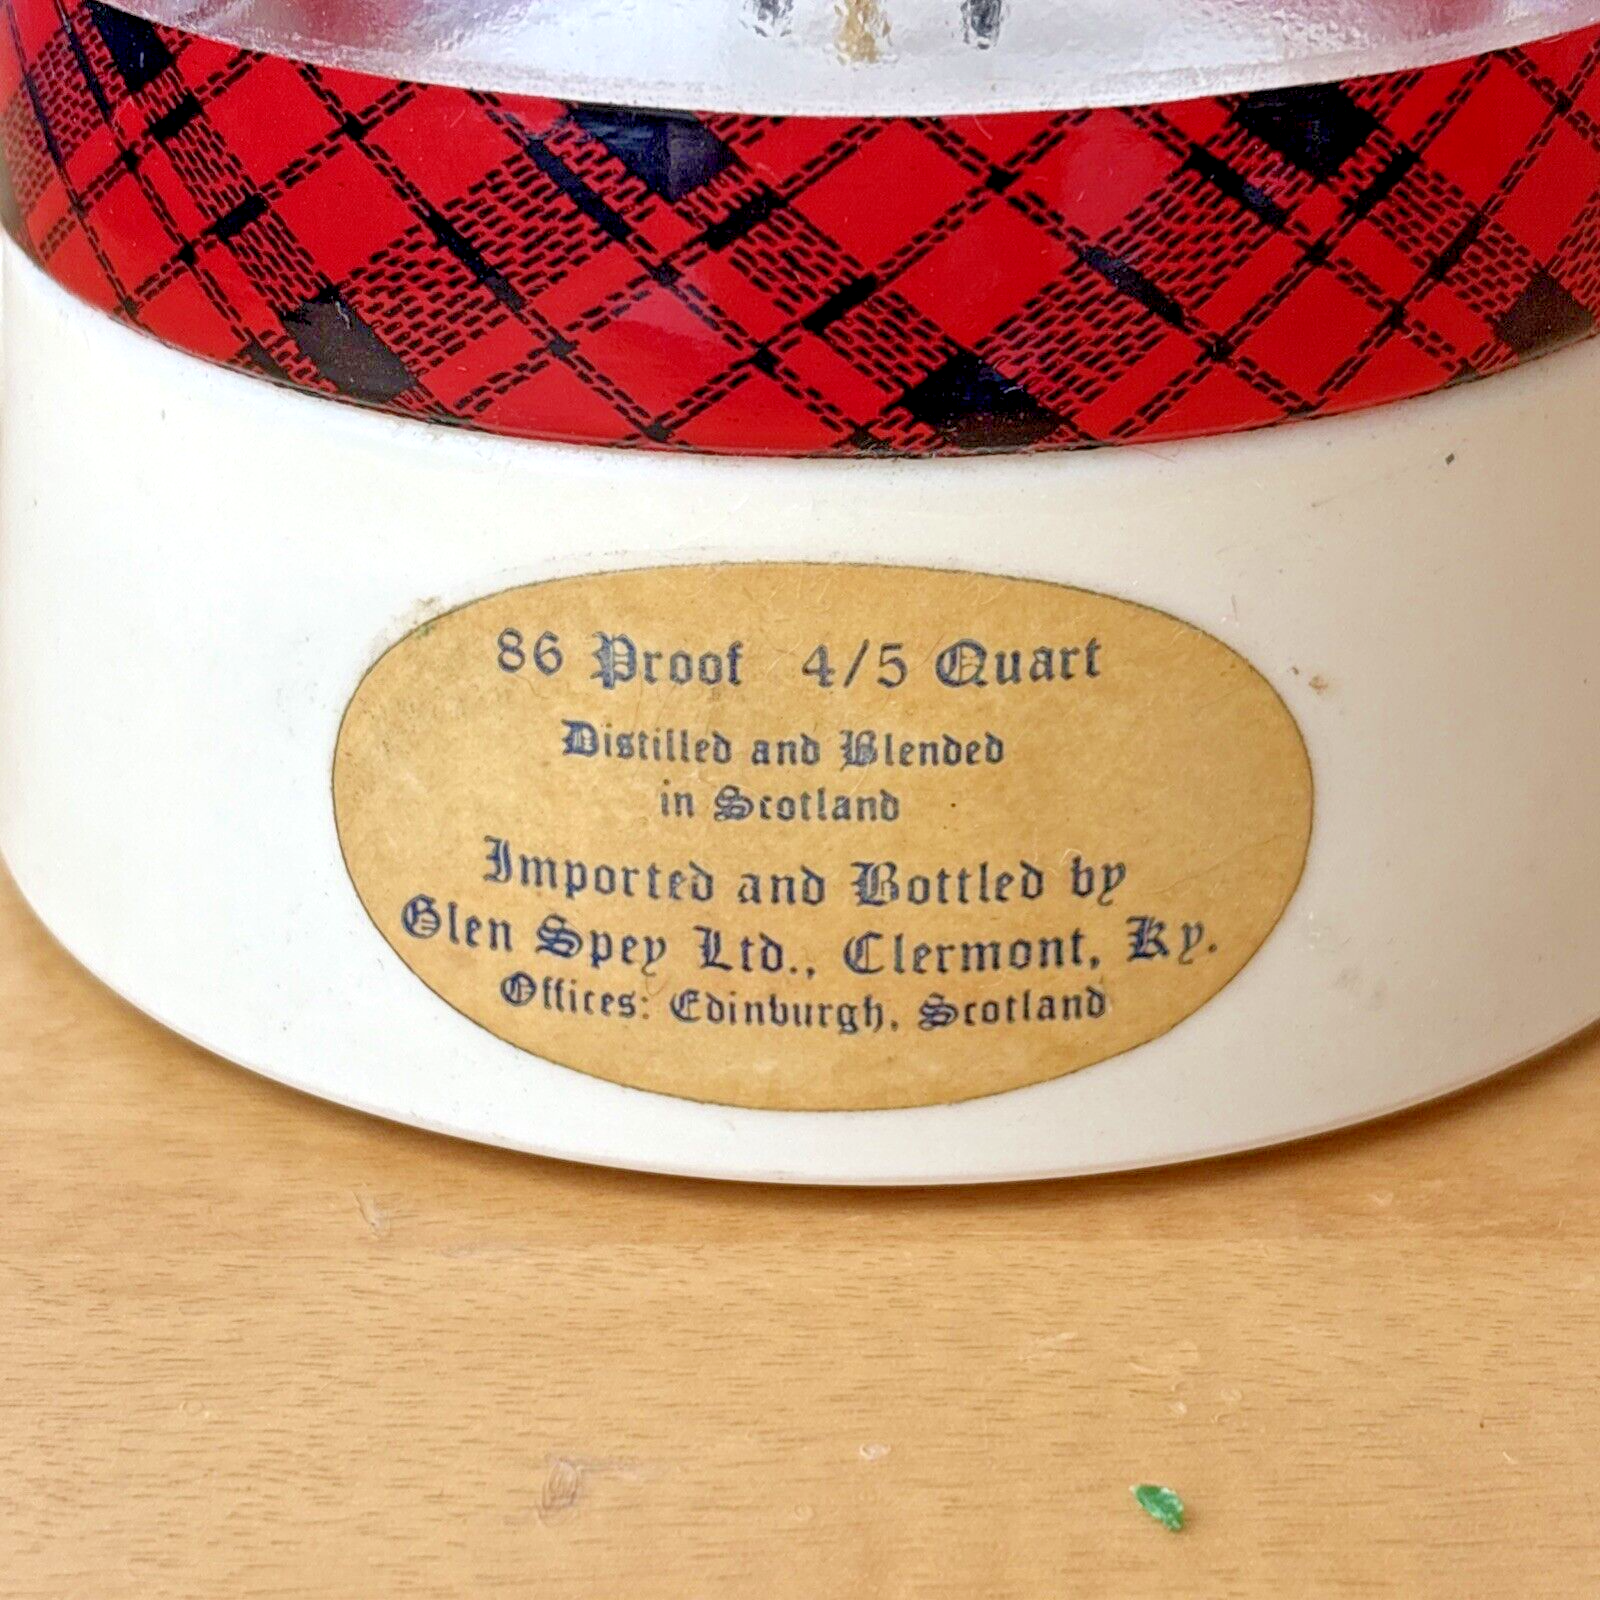 86 Proof 4/5 Quart
Distilled and Blended
in Scotland
Imported and Bottled by
Glen Spey Ltd., Clermont, Ky.
Offices: Edinburgh, Scotland